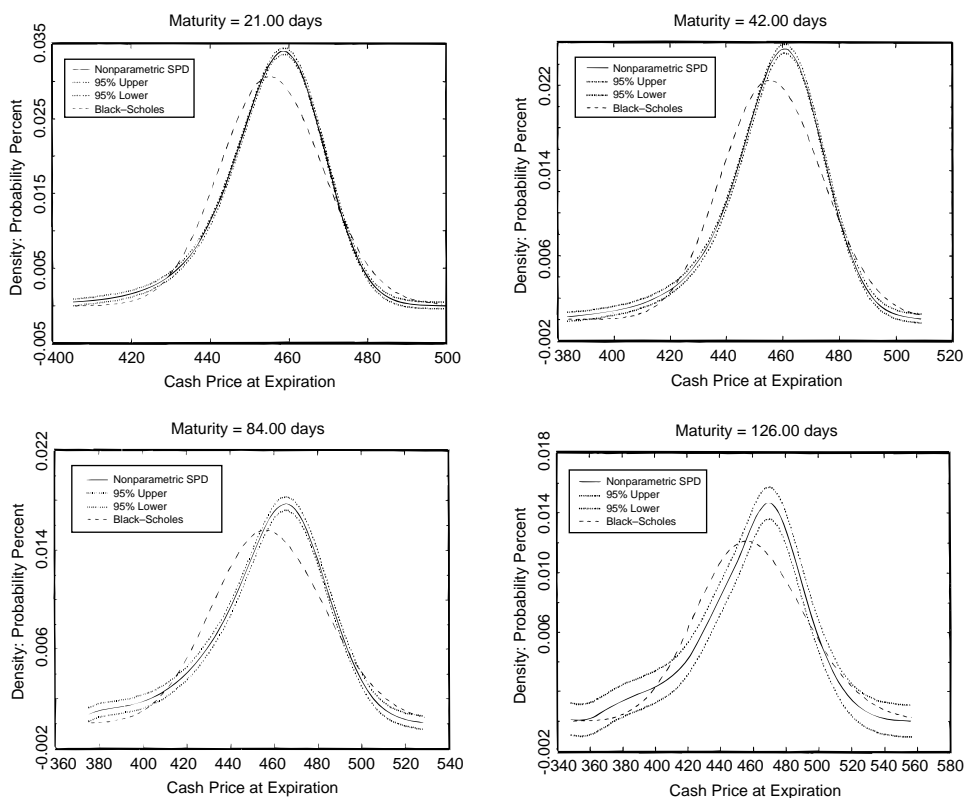 Maturity = 21.00 days
Density: Probability Percent
0.035
0.025
0.015
0.005
-0.005
Nonparametric SPD
95% Upper
95% Lower
Black–Scholes
400 420 440 460 480 500
Cash Price at Expiration
Maturity = 42.00 days
Density: Probability Percent
0.022
0.014
0.006
-0.002
Nonparametric SPD
95% Upper
95% Lower
Black–Scholes
380 400 420 440 460 480 500 520
Cash Price at Expiration
Maturity = 84.00 days
Density: Probability Percent
0.022
0.014
0.006
-0.002
Nonparametric SPD
95% Upper
95% Lower
Black–Scholes
360 380 400 420 440 460 480 500 520 540
Cash Price at Expiration
Maturity = 126.00 days
Density: Probability Percent
0.018
0.014
0.010
0.006
-0.002
Nonparametric SPD
95% Upper
95% Lower
Black–Scholes
340 360 380 400 420 440 460 480 500 520 540 560 580
Cash Price at Expiration